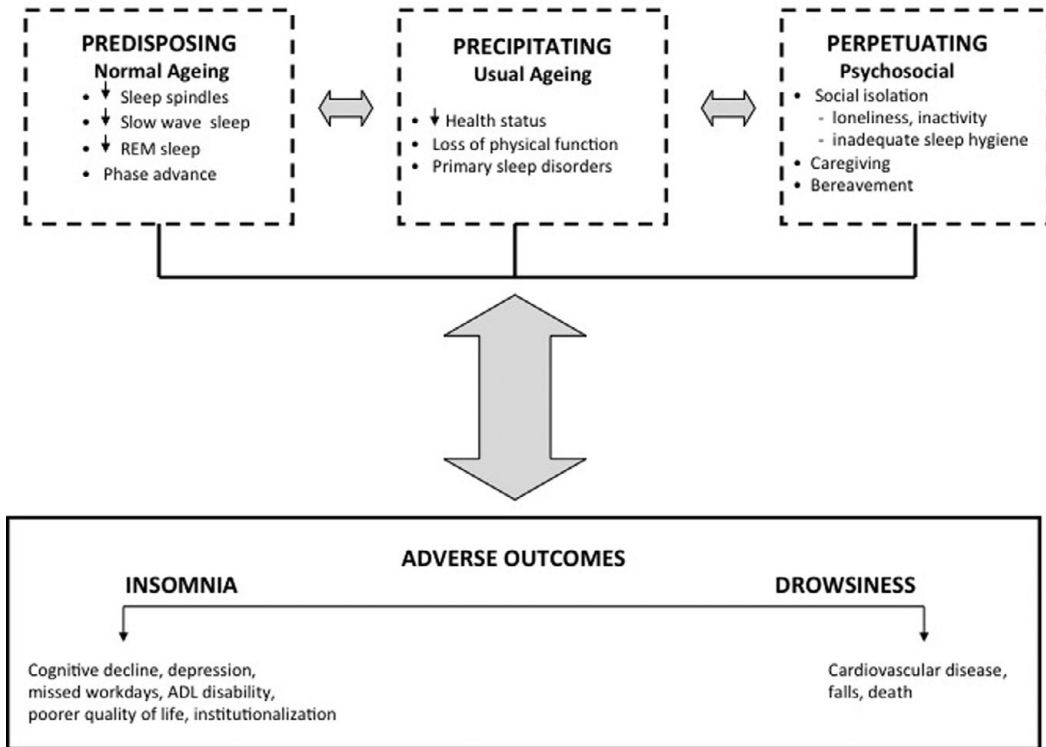 PREDISPOSING
Normal Ageing
• ↓ Sleep spindles
• ↓ Slow wave sleep
• ↓ REM sleep
• Phase advance
PRECIPITATING
Usual Ageing
• ↓ Health status
• Loss of physical function
• Primary sleep disorders
PERPETUATING
Psychosocial
• Social isolation
- loneliness, inactivity
- inadequate sleep hygiene
• Caregiving
• Bereavement
ADVERSE OUTCOMES
INSOMNIA
DROWSINESS
Cognitive decline, depression,
missed workdays, ADL disability,
poorer quality of life, institutionalization
Cardiovascular disease,
falls, death